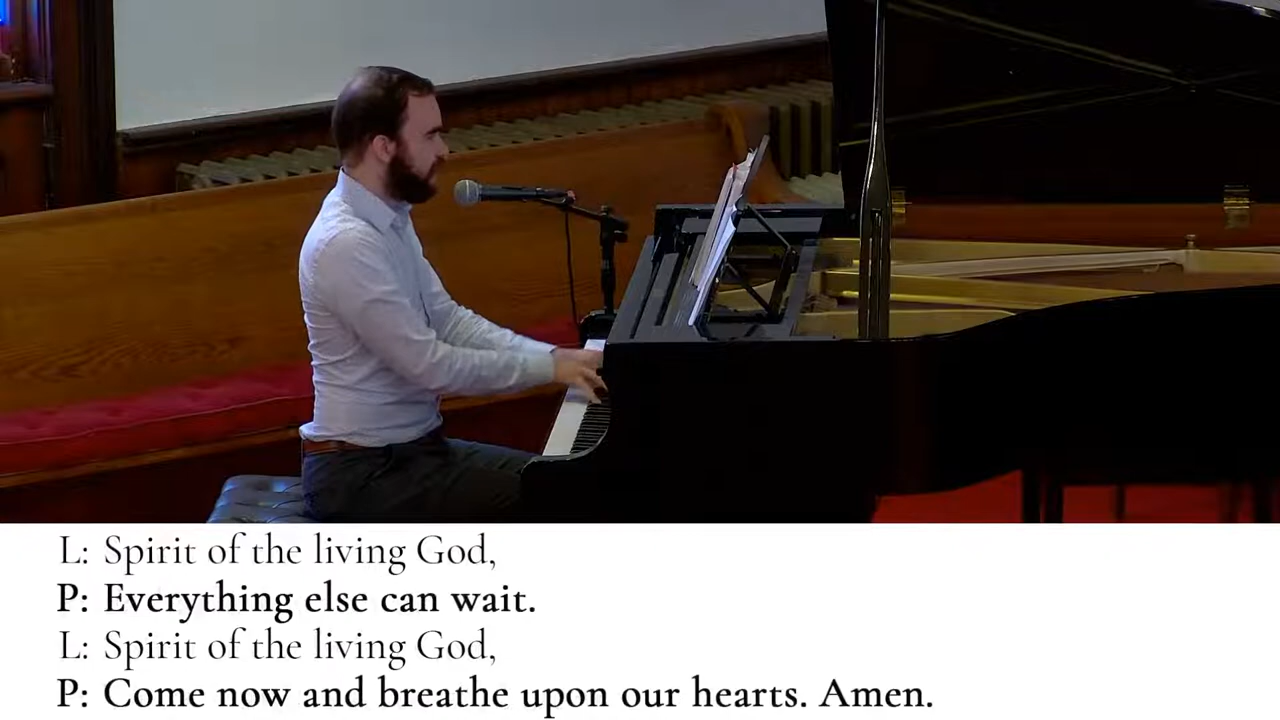 L: Spirit of the living God,
P: Everything else can wait.
L: Spirit of the living God,
P: Come now and breathe upon our hearts. Amen.